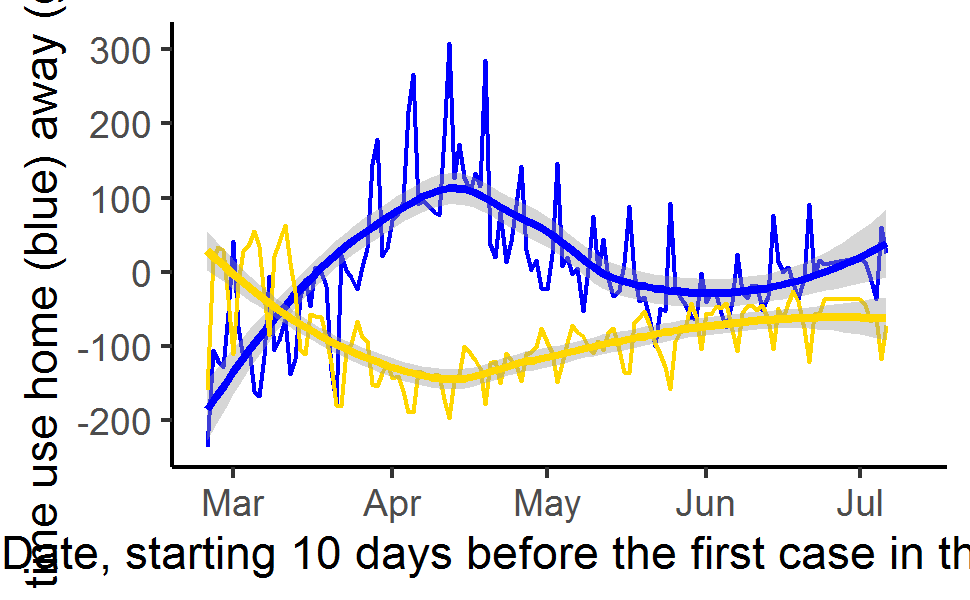 time use home (blue) away (
300
200
100
0
-100
-200
Mar Apr May Jun Jul
Date, starting 10 days before the first case in th